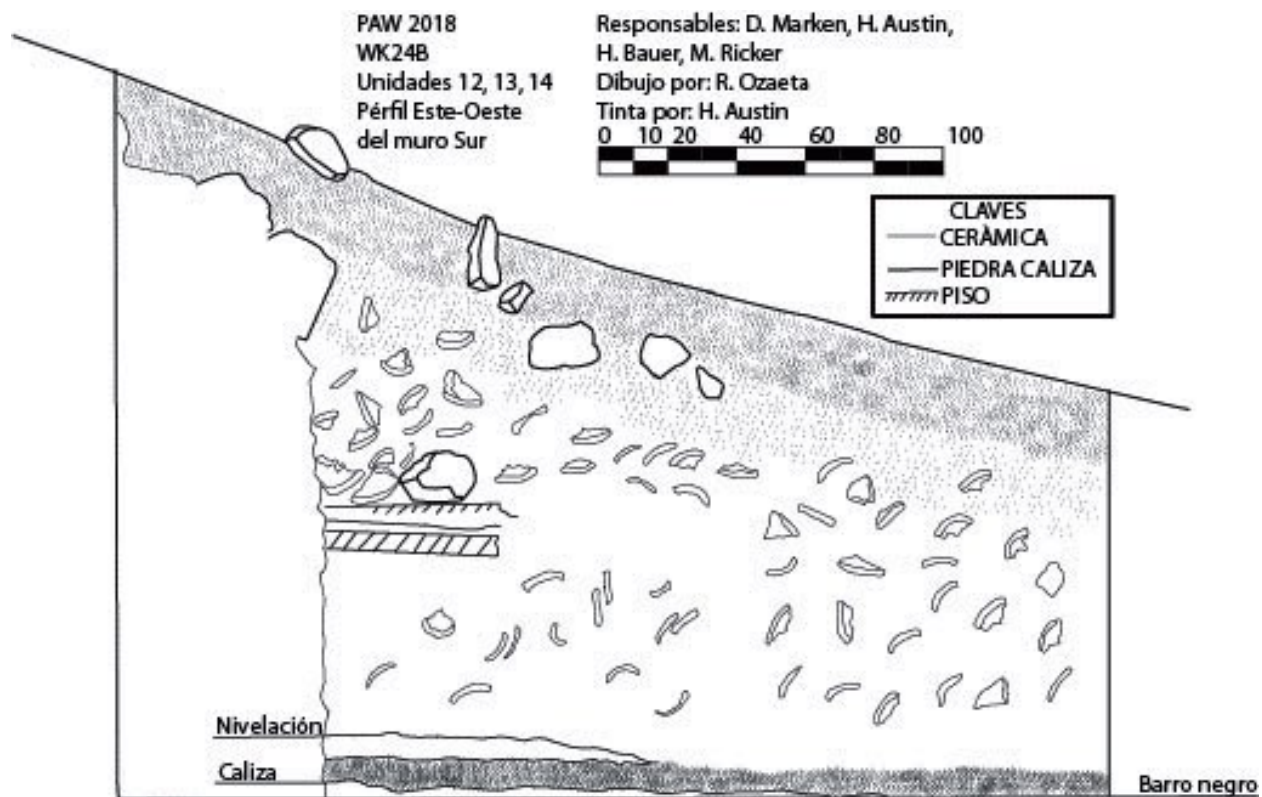 PAW 2018
WK24B
Unidades 12, 13, 14
Pérfil Este-Oeste
del muro Sur
Responsables: D. Marken, H. Austin,
H. Bauer, M. Ricker
Dibujo por: R. Ozaeta
Tinta por: H. Austin
0 10 20 40 60 80 100
CLAVES
CERÀMICA
PIEDRA CALIZA
PISO
Nivelación
Caliza
Barro negro